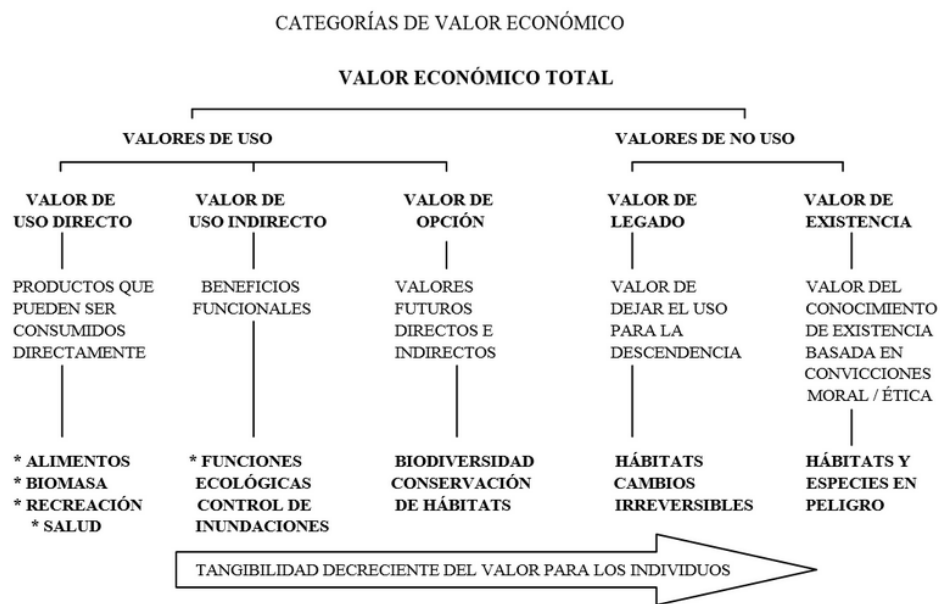 CATEGORÍAS DE VALOR ECONÓMICO
VALOR ECONÓMICO TOTAL
VALORES DE USO
VALORES DE NO USO
VALOR DE
USO DIRECTO
VALOR DE
USO INDIRECTO
VALOR DE
OPCIÓN
VALOR DE
LEGADO
VALOR DE
EXISTENCIA
PRODUCTOS QUE
PUEDEN SER
CONSUMIDOS
DIRECTAMENTE
BENEFICIOS
FUNCIONALES
VALORES
FUTUROS
DIRECTOS E
INDIRECTOS
VALOR DE
DEJAR EL USO
PARA LA
DESCENDENCIA
VALOR DEL
CONOCIMIENTO
DE EXISTENCIA
BASADA EN
CONVICCIONES
MORAL / ÉTICA
* ALIMENTOS
* BIOMASA
* RECREACIÓN
* SALUD
* FUNCIONES
ECOLÓGICAS
CONTROL DE
INUNDACIONES
BIODIVERSIDAD
CONSERVACIÓN
DE HÁBITATS
HÁBITATS
CAMBIOS
IRREVERSIBLES
HÁBITATS Y
ESPECIES EN
PELIGRO
TANGIBILIDAD DECRECIENTE DEL VALOR PARA LOS INDIVIDUOS